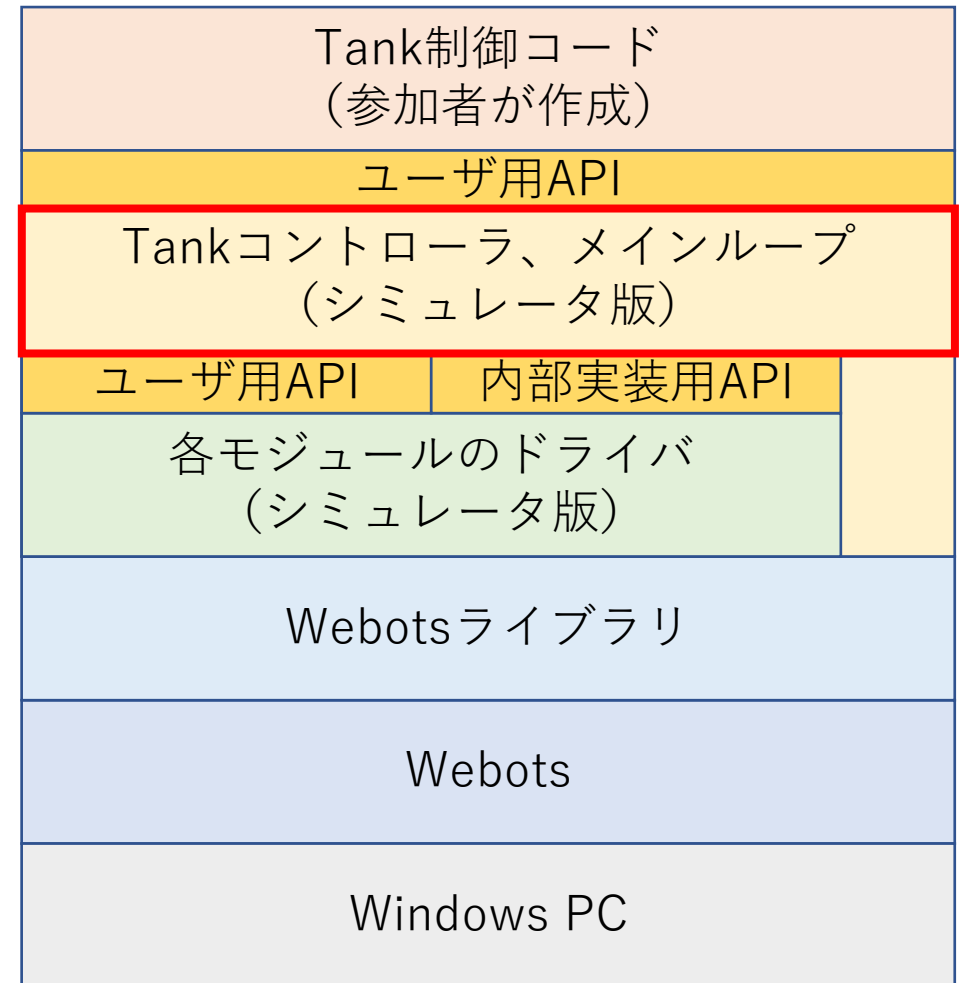 Tank制御コード
（参加者が作成）
ユーザ用API
Tankコントローラ、メインループ
（シミュレータ版）
ユーザ用API
内部実装用API
各モジュールのドライバ
（シミュレータ版）
Webotsライブラリ
Webots
Windows PC